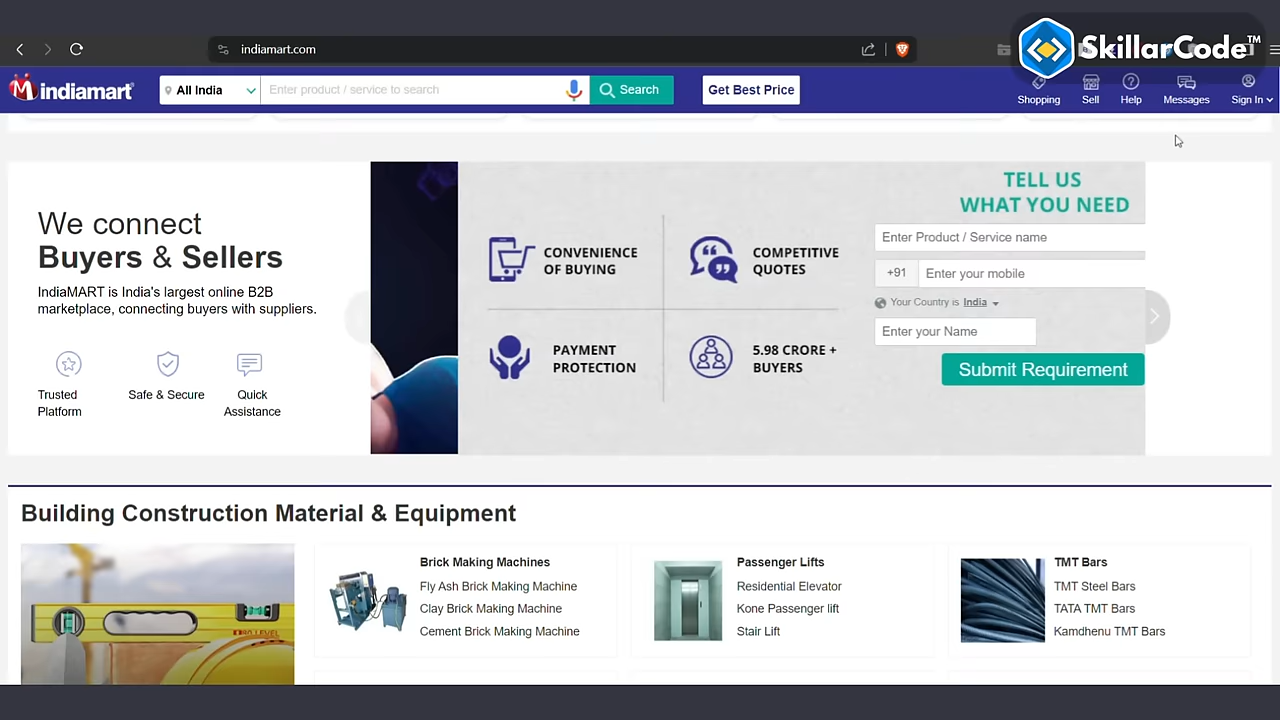 SkillarCode™
indiamart.com
indiamart
All India
Enter product / service to search
Search
Get Best Price
Shopping
Sell
Help
Messages
Sign In
We connect
Buyers & Sellers
IndiaMART is India's largest online B2B
marketplace, connecting buyers with suppliers.
Trusted
Platform
Safe & Secure
Quick
Assistance
CONVENIENCE
OF BUYING
COMPETITIVE
QUOTES
PAYMENT
PROTECTION
5.98 CRORE +
BUYERS
TELL US
WHAT YOU NEED
Enter Product / Service name
+91
Enter your mobile
Your Country is India
Enter your Name
Submit Requirement
Building Construction Material & Equipment
Brick Making Machines
Fly Ash Brick Making Machine
Clay Brick Making Machine
Cement Brick Making Machine
Passenger Lifts
Residential Elevator
Kone Passenger lift
Stair Lift
TMT Bars
TMT Steel Bars
TATA TMT Bars
Kamdhenu TMT Bars